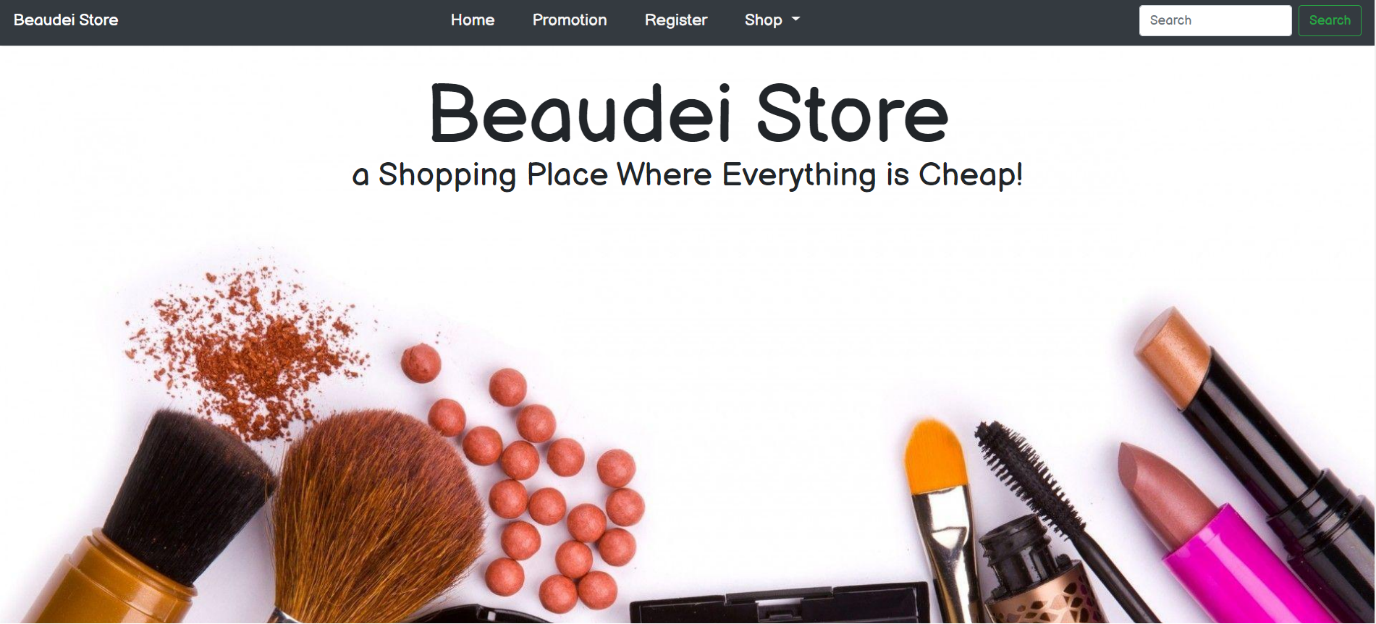 Beaudei Store Home Promotion Register Shop Search Search
Beaudei Store
a Shopping Place Where Everything is Cheap!